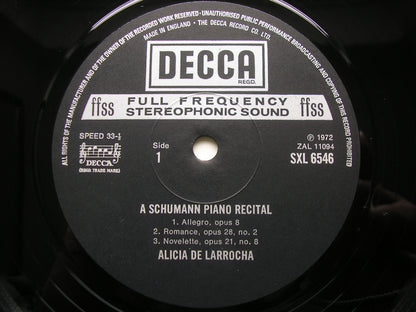 ALL RIGHTS OF THE MANUFACTURER AND OF THE OWNER OF THE RECORDED WORK RESERVED · UNAUTHORISED PUBLIC PERFORMANCE BROADCASTING AND COPYING OF THIS RECORD PROHIBITED
MADE IN ENGLAND · THE DECCA RECORD CO. LTD.
DECCA
REGD.
ffss
FULL FREQUENCY
STEREOPHONIC SOUND
ffss
SPEED 33-⅓
DECCA
(REGD. TRADE MARK)
Side
1
℗ 1972
ZAL 11094
SXL 6546
A SCHUMANN PIANO RECITAL
1. Allegro, opus 8
2. Romance, opus 28, no. 2
3. Novelette, opus 21, no. 8
ALICIA DE LARROCHA